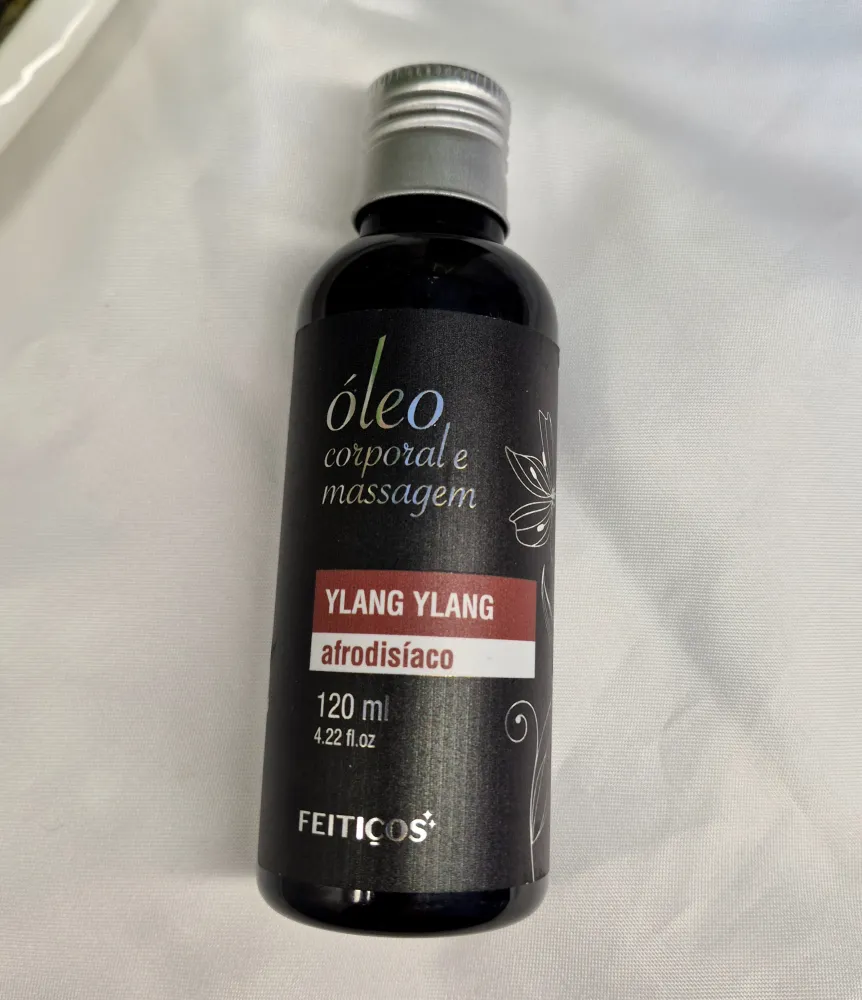 óleo
corporal e
massagem
YLANG YLANG
afrodisíaco
120 ml
4.22 fl.oz
FEITIÇOS